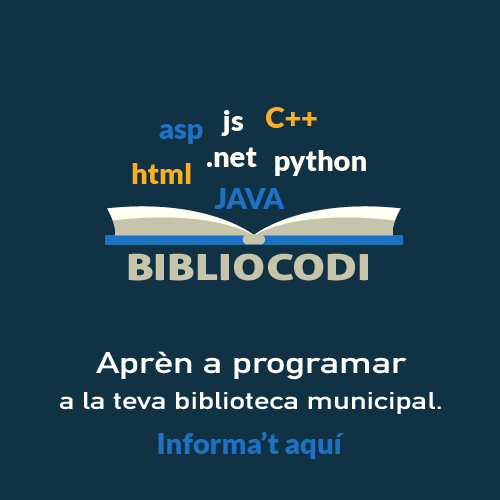 asp js C++
html .net python
JAVA
BIBLIOCODI
Aprèn a programar
a la teva biblioteca municipal.
Informa't aquí